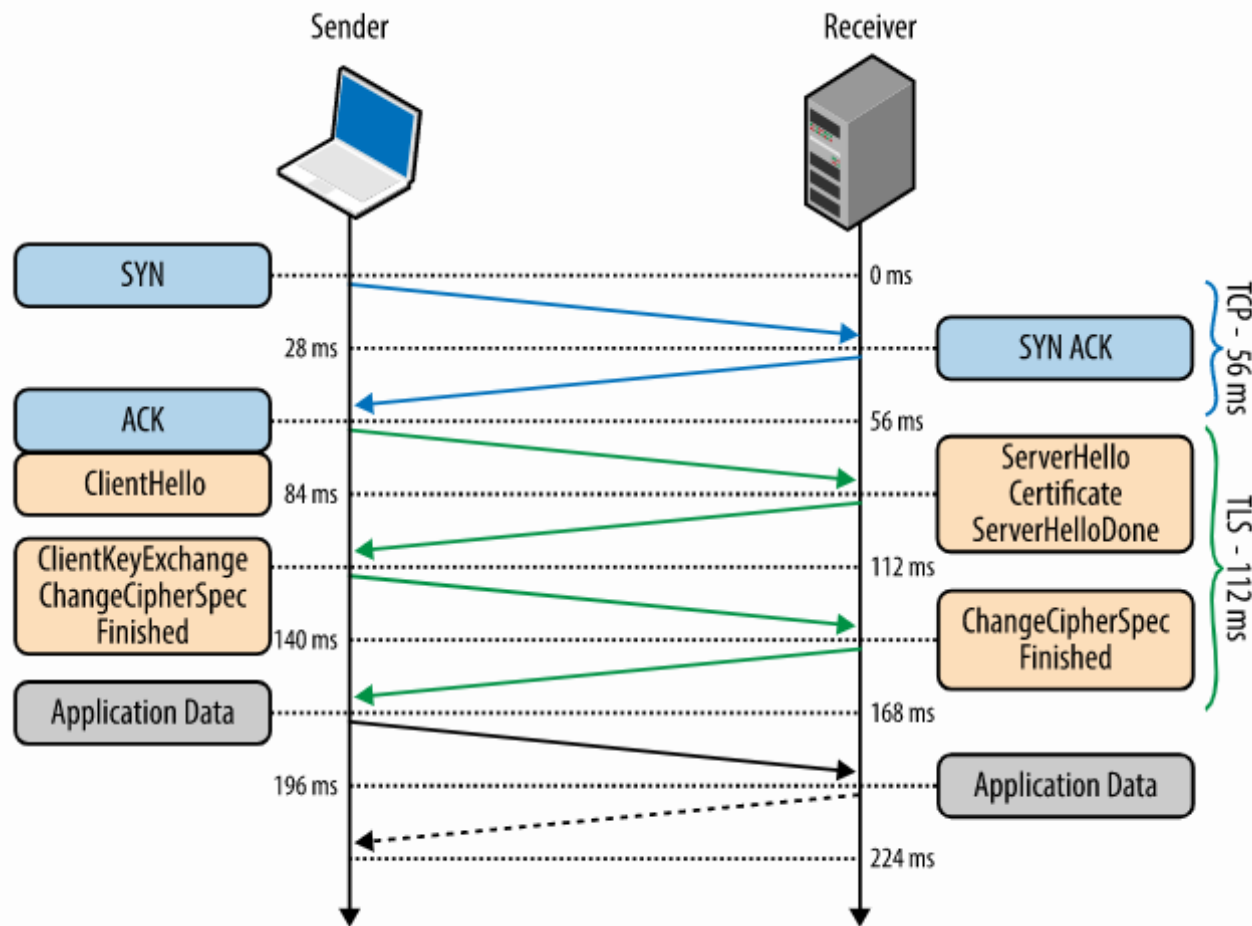 Sender
Receiver
SYN
0 ms
28 ms
SYN ACK
TCP - 56 ms
ACK
56 ms
ClientHello
84 ms
ServerHello
Certificate
ServerHelloDone
TLS - 112 ms
ClientKeyExchange
ChangeCipherSpec
Finished
112 ms
140 ms
ChangeCipherSpec
Finished
Application Data
168 ms
196 ms
Application Data
224 ms